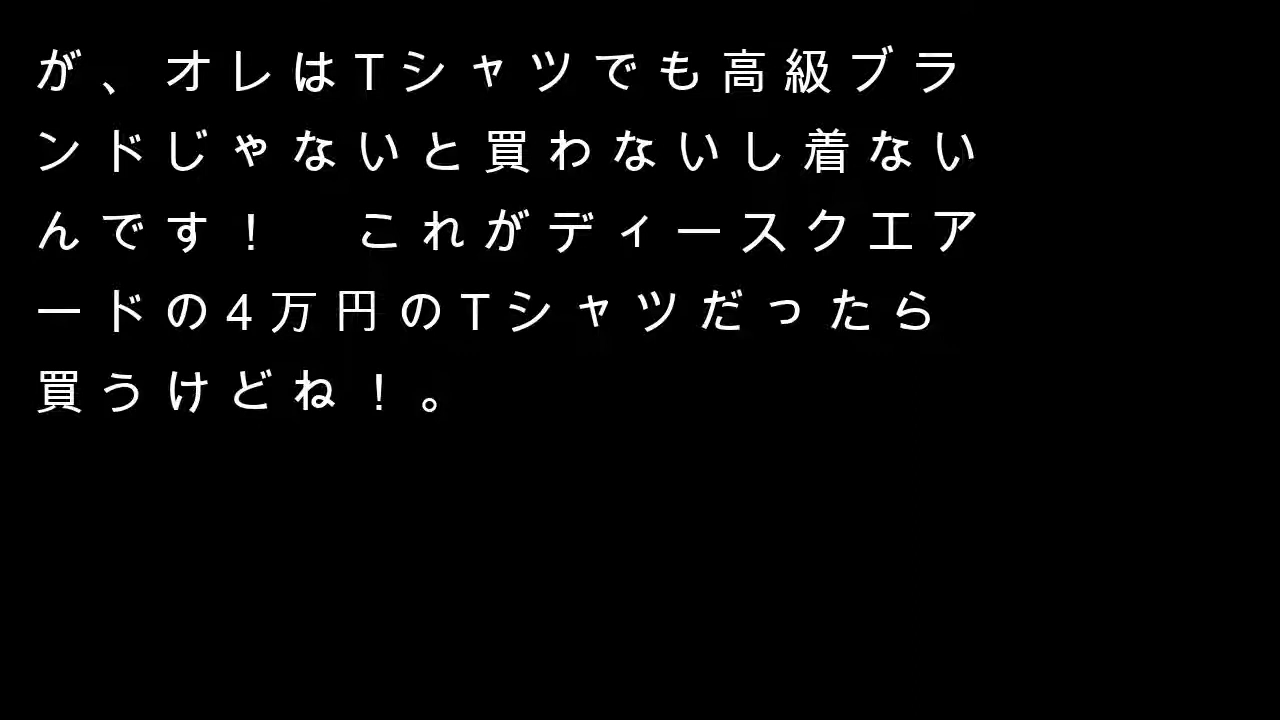 が、オレはTシャツでも高級ブラ
ンドじゃないと買わないし着ない
んです！　これがディースクエア
ードの4万円のTシャツだったら
買うけどね！。